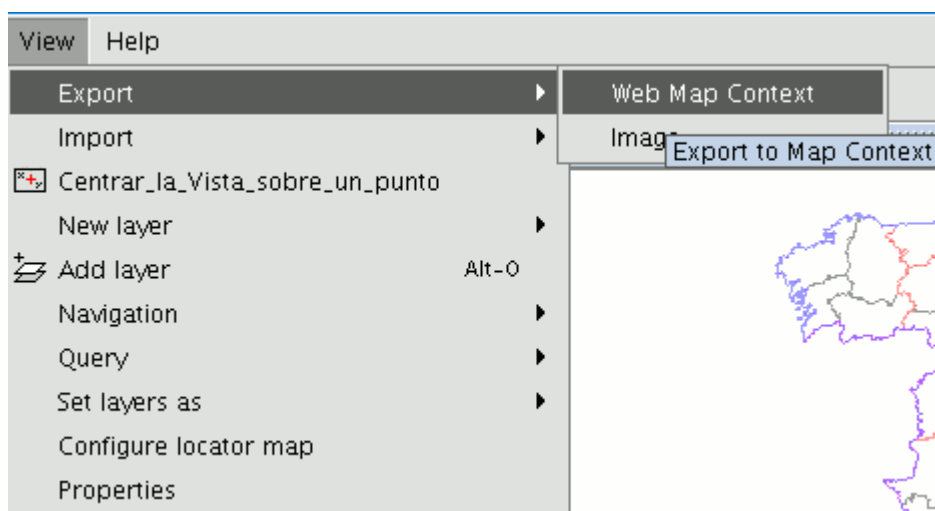 View Help
Export Web Map Context
Import Image
Export to Map Context
Centrar_la_Vista_sobre_un_punto
New layer
Add layer Alt-O
Navigation
Query
Set layers as
Configure locator map
Properties